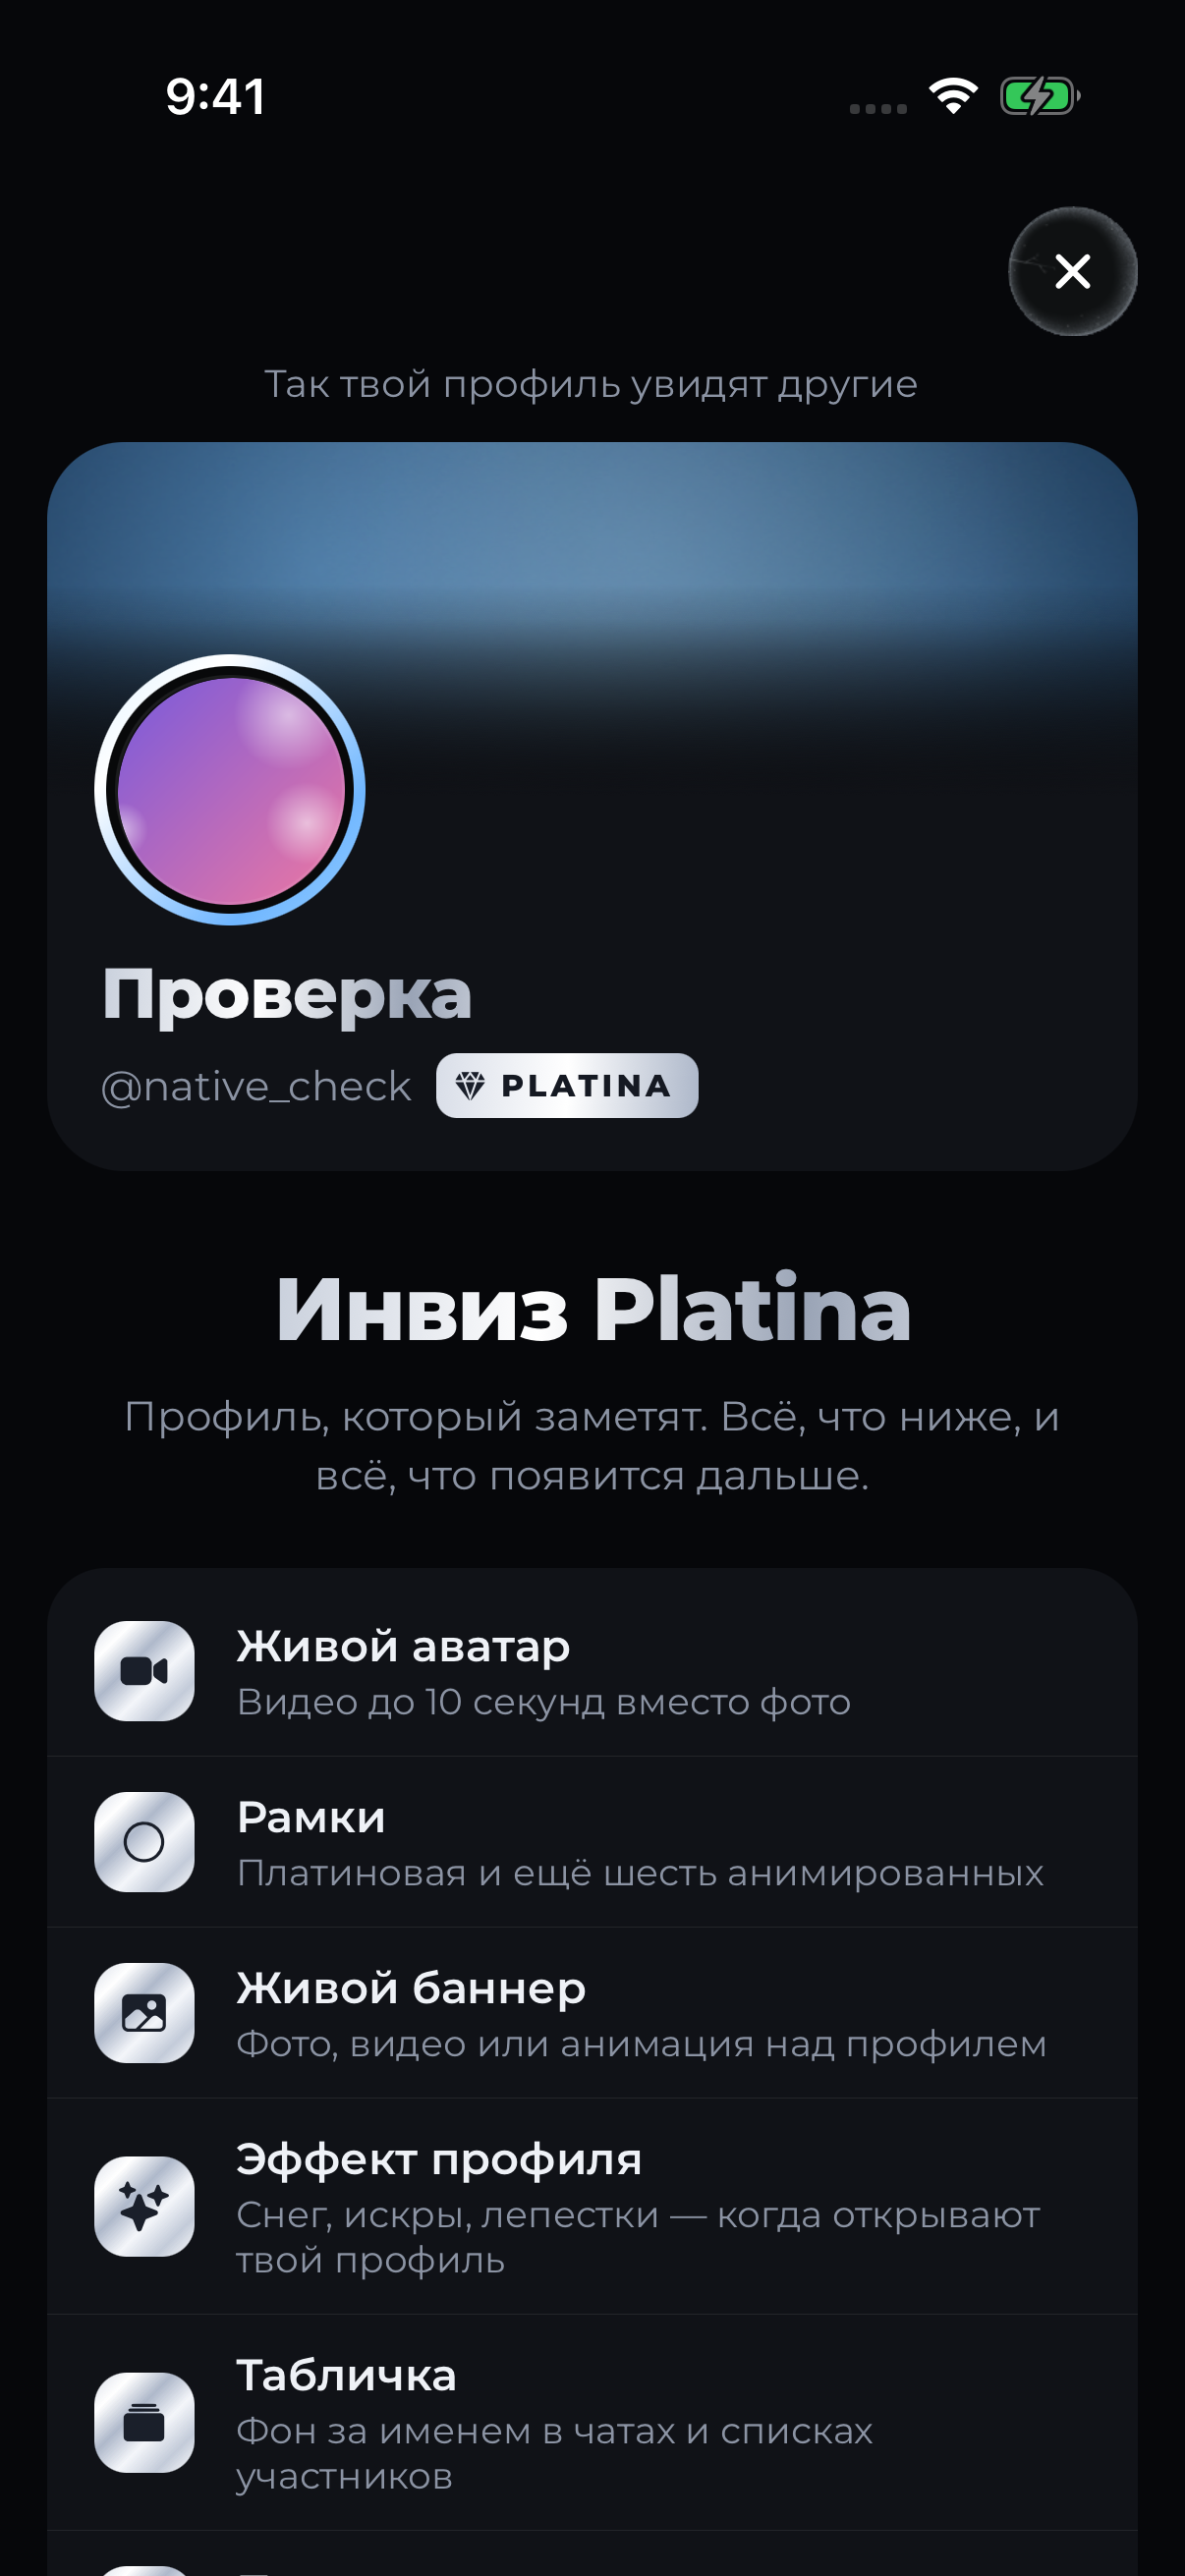 9:41
Так твой профиль увидят другие
Проверка
@native_check
PLATINA
Инвиз Platina
Профиль, который заметят. Всё, что ниже, и
всё, что появится дальше.
Живой аватар
Видео до 10 секунд вместо фото
Рамки
Платиновая и ещё шесть анимированных
Живой баннер
Фото, видео или анимация над профилем
Эффект профиля
Снег, искры, лепестки — когда открывают
твой профиль
Табличка
Фон за именем в чатах и списках
участников